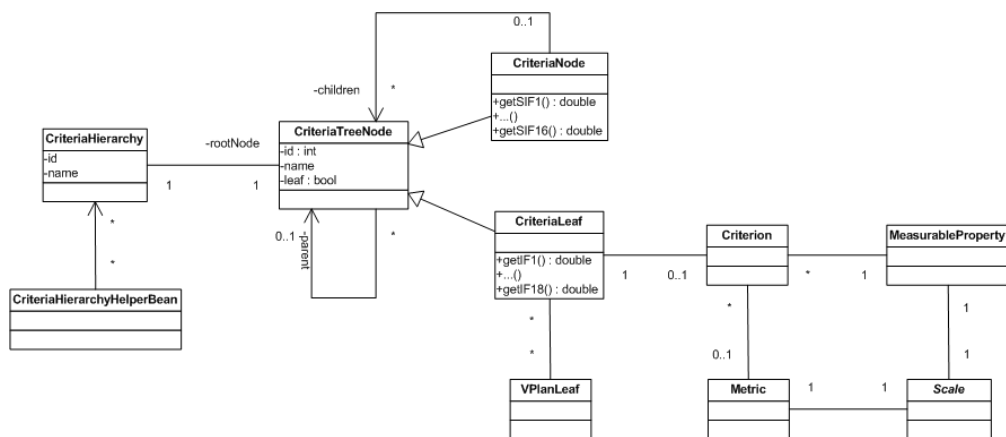 0..1
CriteriaNode
-children
*
+getSIF1() : double
+...()
+getSIF16() : double
CriteriaHierarchy
-id
-name
-rootNode
1
1
CriteriaTreeNode
-id : int
-name
-leaf : bool
0..1
-parent
*
*
*
CriteriaHierarchyHelperBean
CriteriaLeaf
+getIF1() : double
+...()
+getIF18() : double
1
0..1
Criterion
*
1
MeasurableProperty
*
*
VPlanLeaf
*
0..1
Metric
1
1
1
1
Scale